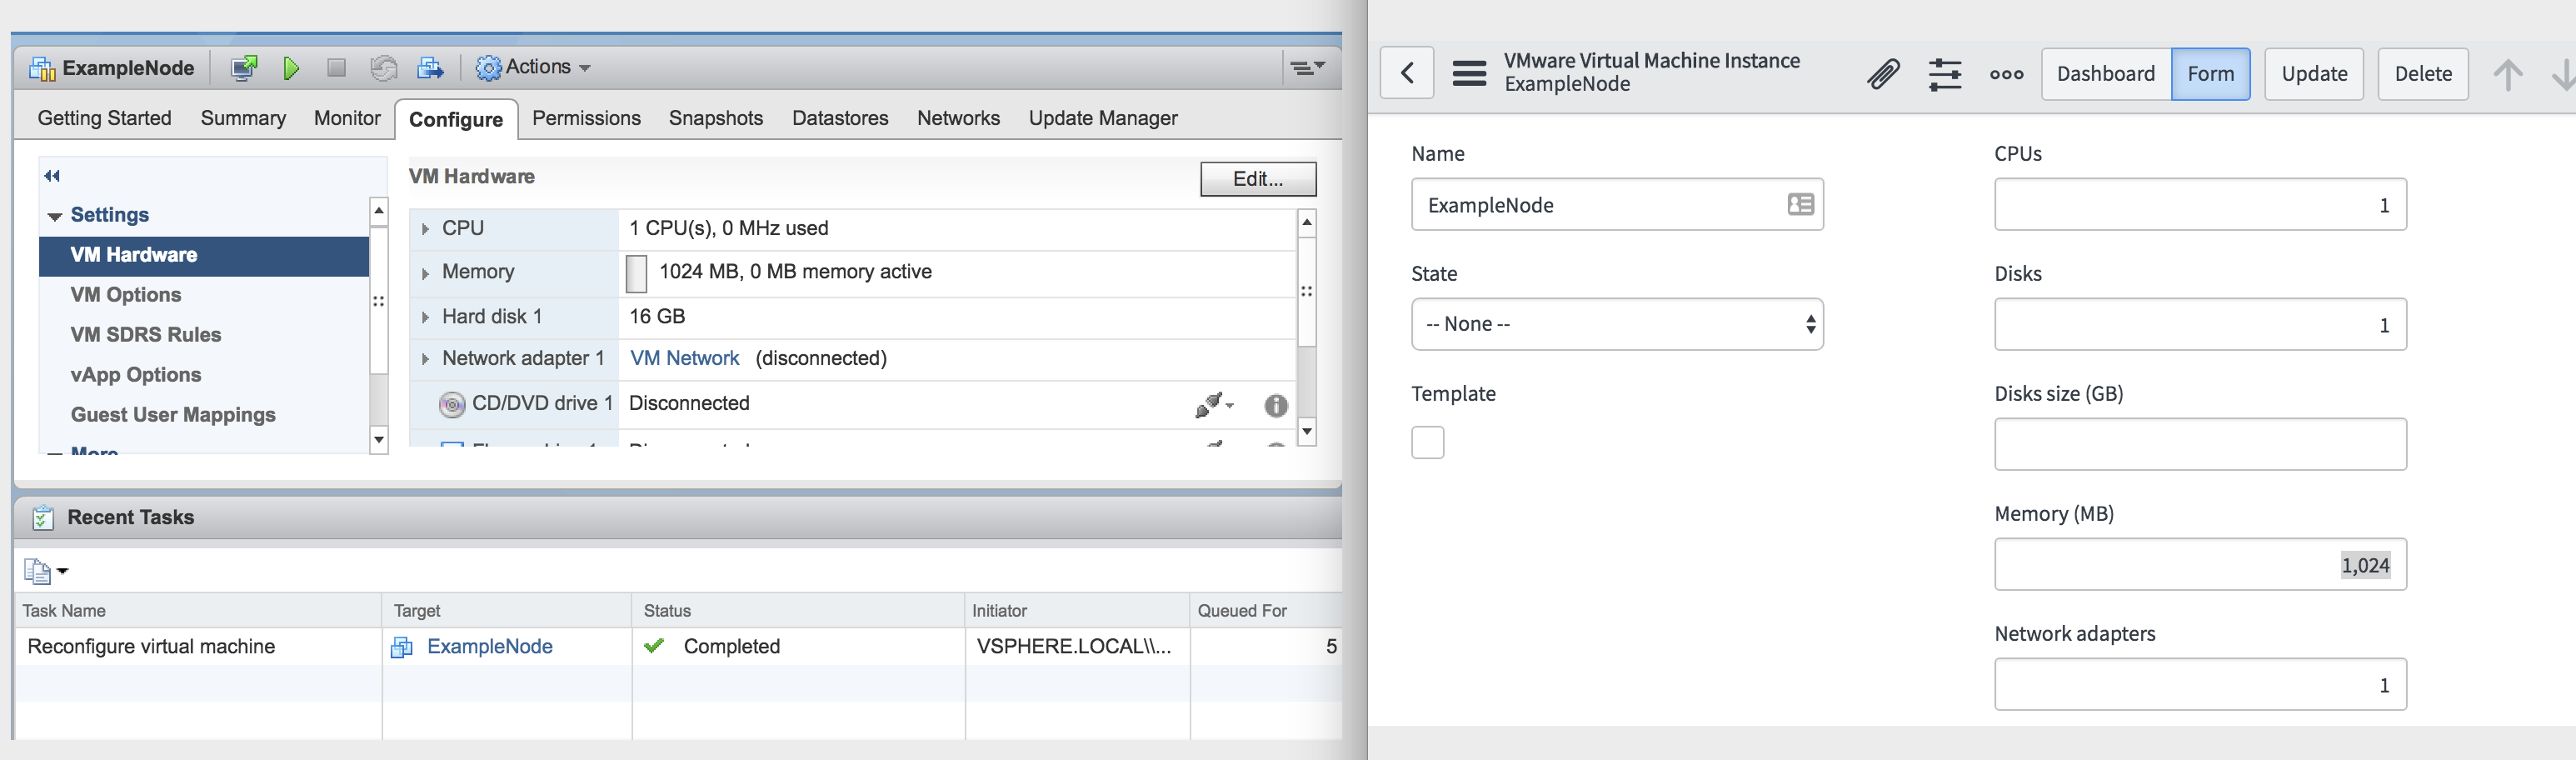 ExampleNode
Actions
Getting Started Summary Monitor Configure Permissions Snapshots Datastores Networks Update Manager
Settings
VM Hardware
VM Options
VM SDRS Rules
vApp Options
Guest User Mappings
More
VM Hardware
Edit...
CPU 1 CPU(s), 0 MHz used
Memory 1024 MB, 0 MB memory active
Hard disk 1 16 GB
Network adapter 1 VM Network (disconnected)
CD/DVD drive 1 Disconnected
Recent Tasks
Task Name Target Status Initiator Queued For
Reconfigure virtual machine ExampleNode Completed VSPHERE.LOCAL\\... 5
VMware Virtual Machine Instance
ExampleNode
Dashboard Form Update Delete
Name
ExampleNode
State
-- None --
Template
CPUs
1
Disks
1
Disks size (GB)
Memory (MB)
1,024
Network adapters
1